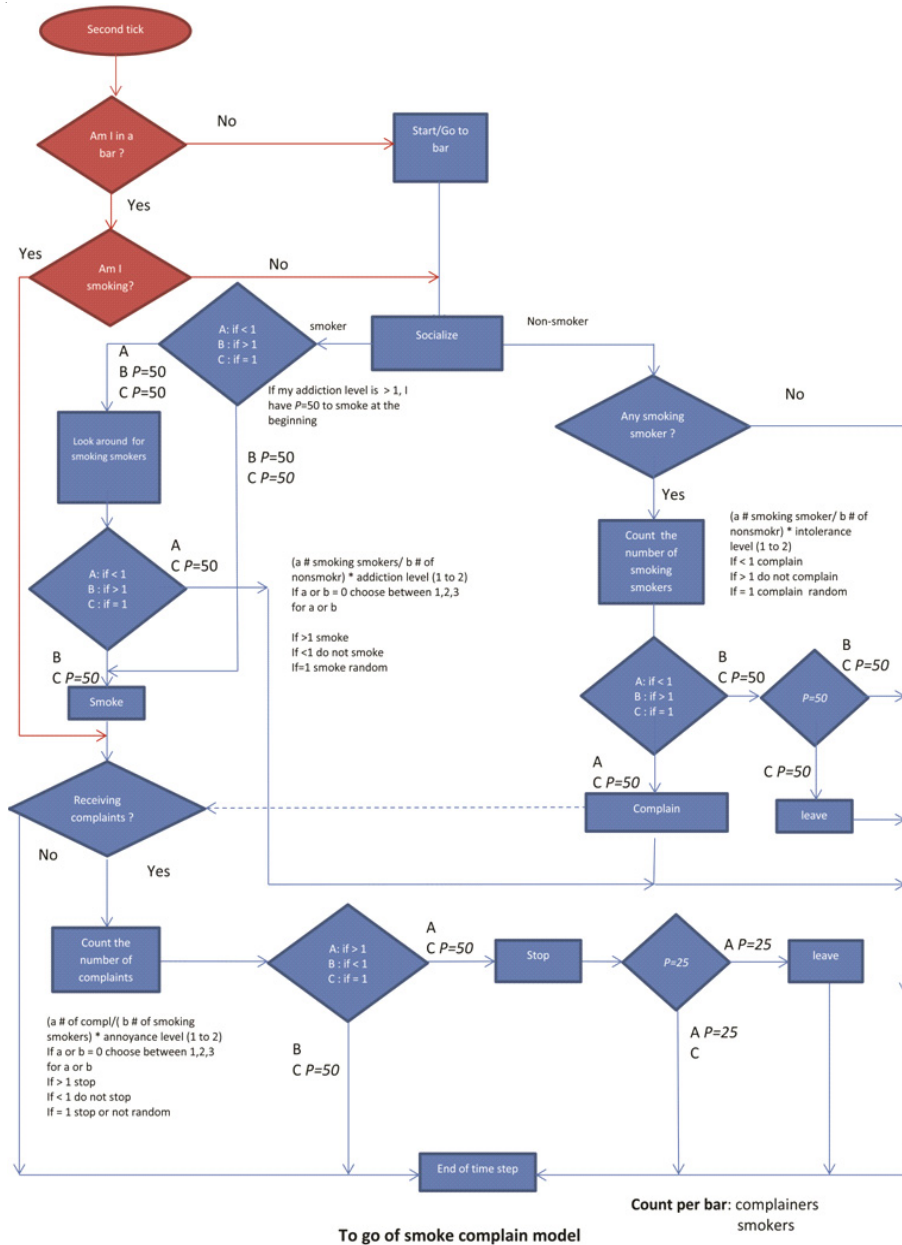 Second tick
Am I in a
bar ?
No
Start/Go to
bar
Yes
Yes
Am I
smoking?
No
A: if < 1
B : if > 1
C : if = 1
smoker
Socialize
Non-smoker
A
B P=50
C P=50
If my addiction level is > 1, I
have P=50 to smoke at the
beginning
Any smoking
smoker ?
No
Look around for
smoking smokers
B P=50
C P=50
Yes
Count the
number of
smoking
smokers
(a # smoking smoker/ b # of
nonsmokr) * intolerance
level (1 to 2)
If < 1 complain
If > 1 do not complain
If = 1 complain random
A: if < 1
B : if > 1
C : if = 1
A
C P=50
(a # smoking smokers/ b # of
nonsmokr) * addiction level (1 to 2)
If a or b = 0 choose between 1,2,3
for a or b
If >1 smoke
If <1 do not smoke
If=1 smoke random
B
C P=50
Smoke
A: if < 1
B : if > 1
C : if = 1
B
C P=50
P=50
B
C P=50
A
C P=50
C P=50
Receiving
complaints ?
Complain
leave
No
Yes
Count the
number of
complaints
A: if > 1
B : if < 1
C : if = 1
A
C P=50
Stop
P=25
A P=25
leave
(a # of compl/( b # of smoking
smokers) * annoyance level (1 to 2)
If a or b = 0 choose between 1,2,3
for a or b
If > 1 stop
If < 1 do not stop
If = 1 stop or not random
B
C P=50
A P=25
C
End of time step
Count per bar: complainers
smokers
To go of smoke complain model